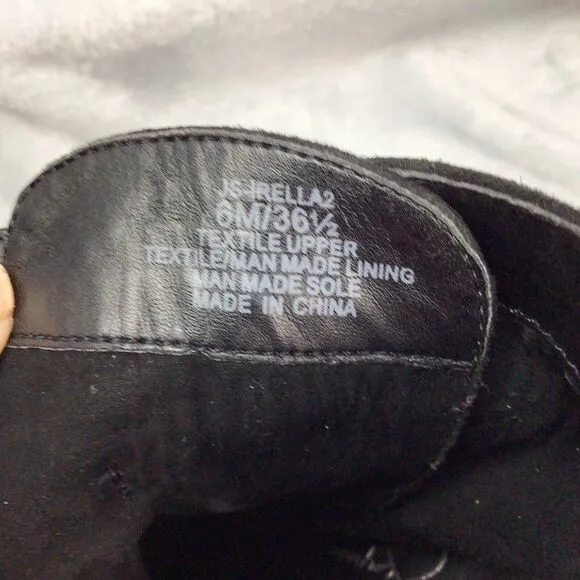 JS-IRELLA2
6M/36½
TEXTILE UPPER
TEXTILE/MAN MADE LINING
MAN MADE SOLE
MADE IN CHINA